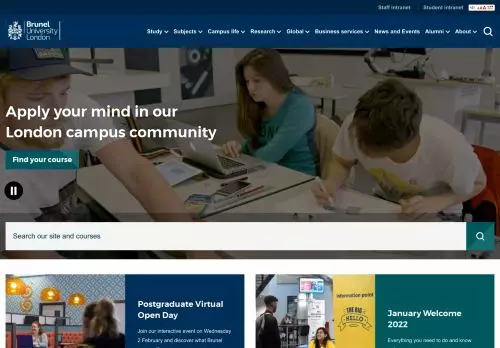 Staff intranet
Student intranet
Brunel
University
London
Study
Subjects
Campus life
Research
Global
Business services
News and Events
Alumni
About
Apply your mind in our
London campus community
Find your course
Search our site and courses
Postgraduate Virtual
Open Day
Join our interactive event on Wednesday
2 February and discover what Brunel
information point
THE BIG
HELLO
January Welcome
2022
Everything you need to do and know